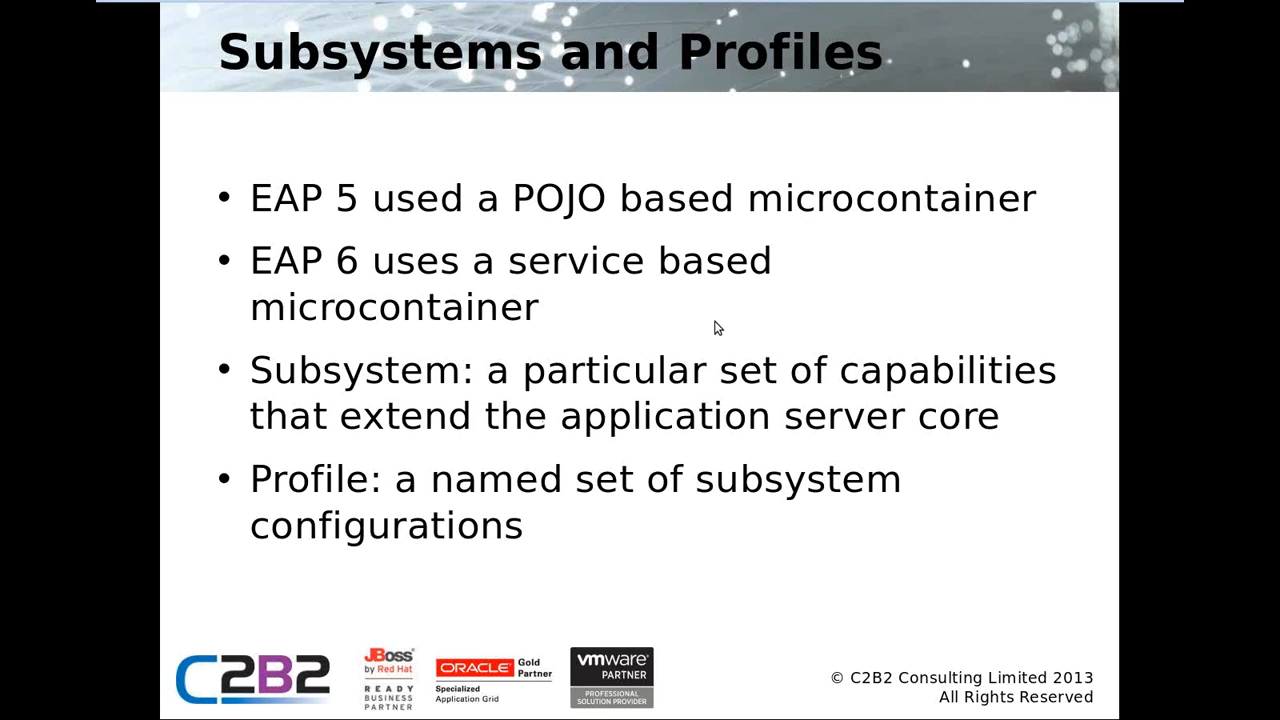 Subsystems and Profiles
• EAP 5 used a POJO based microcontainer
• EAP 6 uses a service based
microcontainer
• Subsystem: a particular set of capabilities
that extend the application server core
• Profile: a named set of subsystem
configurations
C2B2
JBoss
by Red Hat
READY
BUSINESS
PARTNER
ORACLE Gold
Partner
Specialized
Application Grid
vmware
PARTNER
PROFESSIONAL
SOLUTION PROVIDER
© C2B2 Consulting Limited 2013
All Rights Reserved